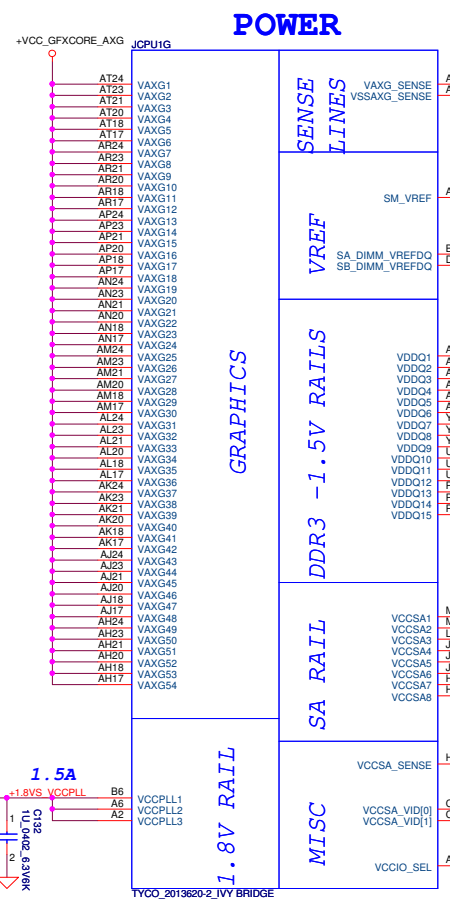 POWER
+VCC_GFXCORE_AXG
JCPU1G
AT24 VAXG1
AT23 VAXG2
AT21 VAXG3
AT20 VAXG4
AT18 VAXG5
AT17 VAXG6
AR24 VAXG7
AR23 VAXG8
AR21 VAXG9
AR20 VAXG10
AR18 VAXG11
AR17 VAXG12
AP24 VAXG13
AP23 VAXG14
AP21 VAXG15
AP20 VAXG16
AP18 VAXG17
AP17 VAXG18
AN24 VAXG19
AN23 VAXG20
AN21 VAXG21
AN20 VAXG22
AN18 VAXG23
AN17 VAXG24
AM24 VAXG25
AM23 VAXG26
AM21 VAXG27
AM20 VAXG28
AM18 VAXG29
AM17 VAXG30
AL24 VAXG31
AL23 VAXG32
AL21 VAXG33
AL20 VAXG34
AL18 VAXG35
AL17 VAXG36
AK24 VAXG37
AK23 VAXG38
AK21 VAXG39
AK20 VAXG40
AK18 VAXG41
AK17 VAXG42
AJ24 VAXG43
AJ23 VAXG44
AJ21 VAXG45
AJ20 VAXG46
AJ18 VAXG47
AJ17 VAXG48
AH24 VAXG49
AH23 VAXG50
AH21 VAXG51
AH20 VAXG52
AH18 VAXG53
AH17 VAXG54
GRAPHICS
SENSE
LINES
VAXG_SENSE
VSSAXG_SENSE
VREF
SM_VREF
SA_DIMM_VREFDQ
SB_DIMM_VREFDQ
DDR3 -1.5V RAILS
VDDQ1
VDDQ2
VDDQ3
VDDQ4
VDDQ5
VDDQ6
VDDQ7
VDDQ8
VDDQ9
VDDQ10
VDDQ11
VDDQ12
VDDQ13
VDDQ14
VDDQ15
SA RAIL
VCCSA1
VCCSA2
VCCSA3
VCCSA4
VCCSA5
VCCSA6
VCCSA7
VCCSA8
1.5A
+1.8VS_VCCPLL
B6 VCCPLL1
A6 VCCPLL2
A2 VCCPLL3
1
2
C132
1U_0402_6.3V6K
1.8V RAIL
MISC
VCCSA_SENSE
VCCSA_VID[0]
VCCSA_VID[1]
VCCIO_SEL
TYCO_2013620-2_IVY BRIDGE